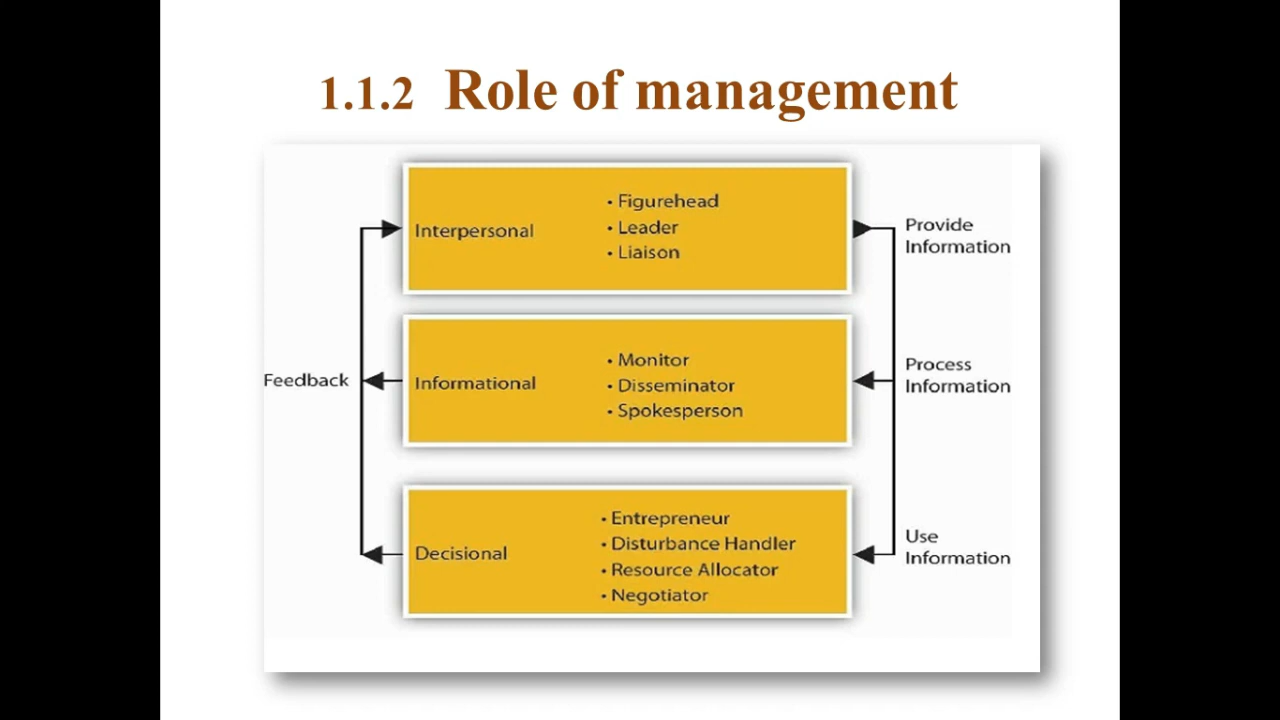 1.1.2 Role of management
Interpersonal
• Figurehead
• Leader
• Liaison
Provide
Information
Feedback
Informational
• Monitor
• Disseminator
• Spokesperson
Process
Information
Decisional
• Entrepreneur
• Disturbance Handler
• Resource Allocator
• Negotiator
Use
Information